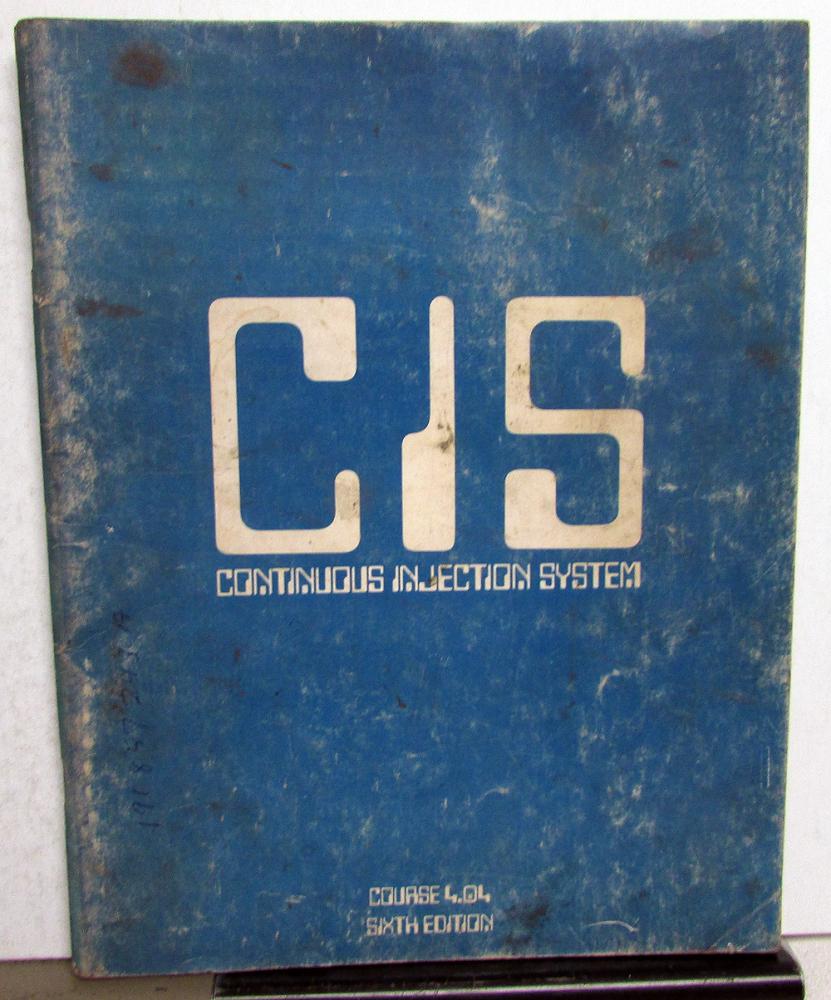 CIS
CONTINUOUS INJECTION SYSTEM
COURSE 4.04
SIXTH EDITION